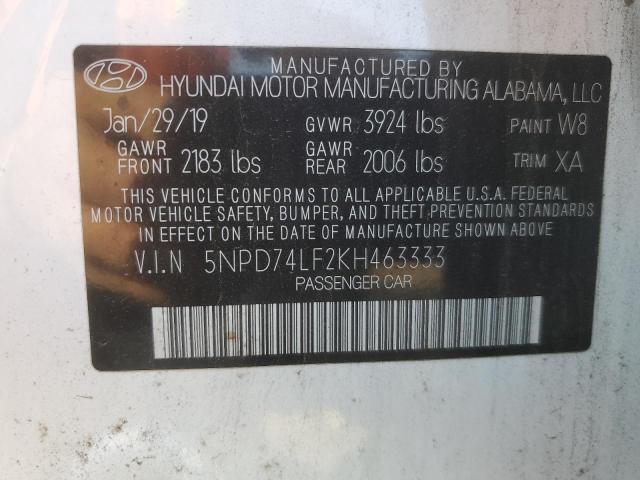 MANUFACTURED BY
HYUNDAI MOTOR MANUFACTURING ALABAMA, LLC
Jan/29/19 GVWR 3924 lbs PAINT W8
GAWR FRONT 2183 lbs GAWR REAR 2006 lbs TRIM XA
THIS VEHICLE CONFORMS TO ALL APPLICABLE U.S.A. FEDERAL
MOTOR VEHICLE SAFETY, BUMPER, AND THEFT PREVENTION STANDARDS
IN EFFECT ON THE DATE OF MANUFACTURE SHOWN ABOVE
V.I.N 5NPD74LF2KH463333
PASSENGER CAR